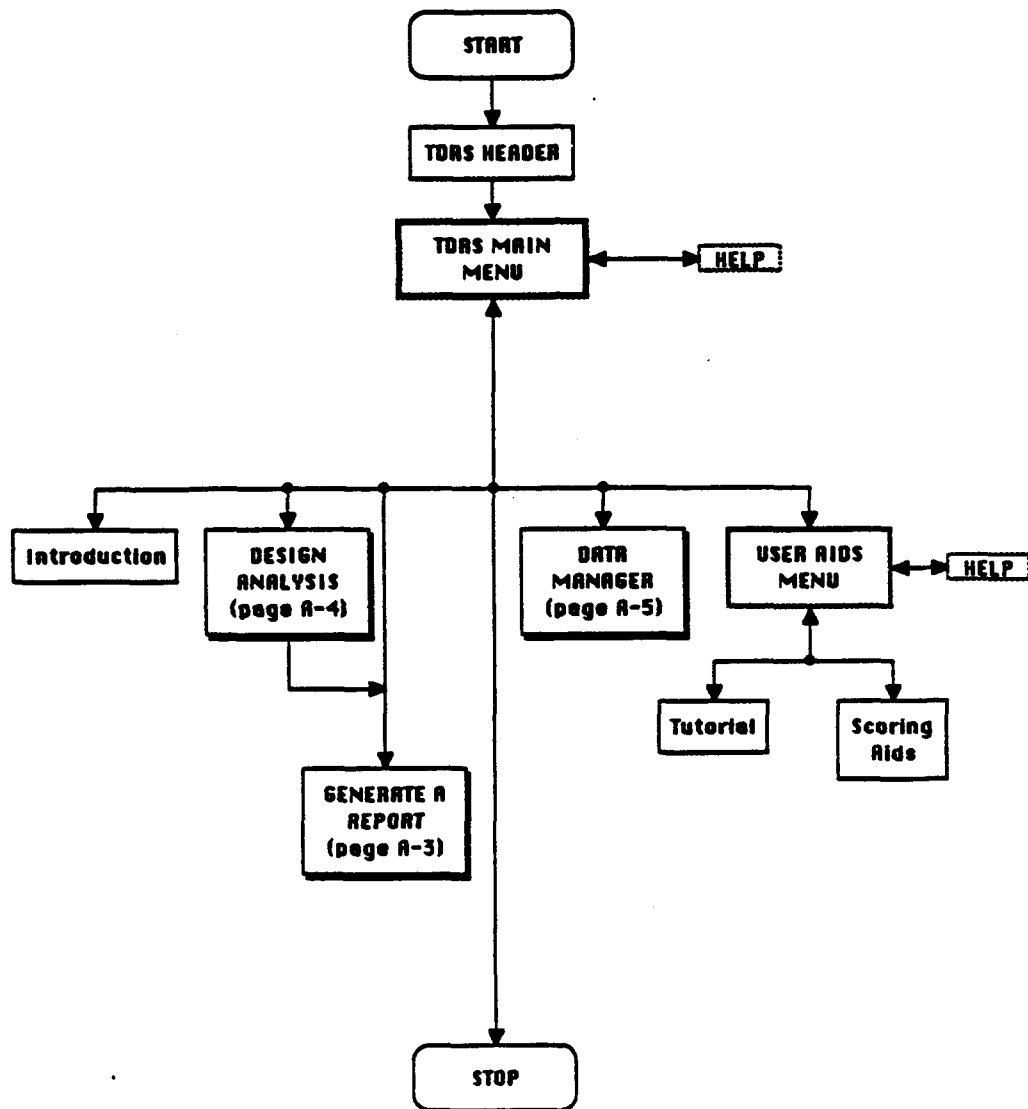 START
TDRS HEADER
TDRS MAIN
MENU
HELP
Introduction
DESIGN
ANALYSIS
(page A-4)
DATA
MANAGER
(page A-5)
USER AIDS
MENU
HELP
Tutorial
Scoring
Aids
GENERATE A
REPORT
(page A-3)
STOP